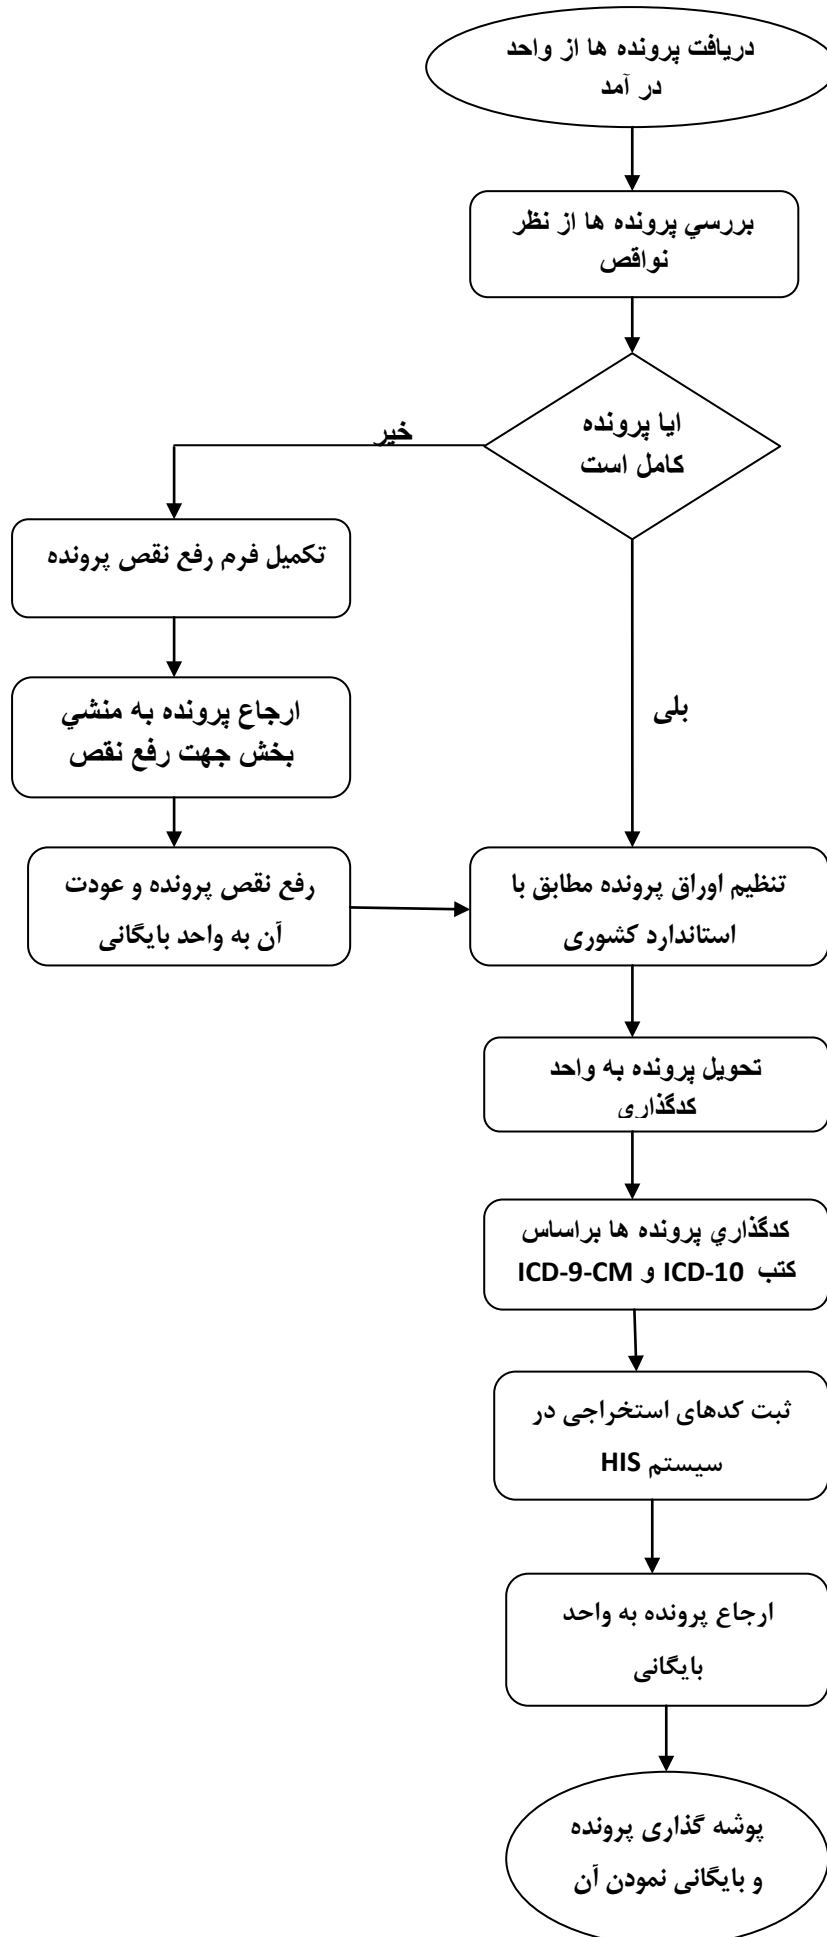 دریافت پرونده ها از واحد
در آمد
بررسي پرونده ها از نظر
نواقص
ایا پرونده
کامل است
خیر
تکمیل فرم رفع نقص پرونده
ارجاع پرونده به منشي
بخش جهت رفع نقص
بلی
رفع نقص پرونده و عودت
آن به واحد بایگانی
تنظیم اوراق پرونده مطابق با
استاندارد کشوری
تحویل پرونده به واحد
کدگذاری
کدگذاري پرونده ها براساس
کتب ICD-10 و ICD-9-CM
ثبت کدهای استخراجی در
سیستم HIS
ارجاع پرونده به واحد
بایگانی
پوشه گذاری پرونده
و بایگانی نمودن آن